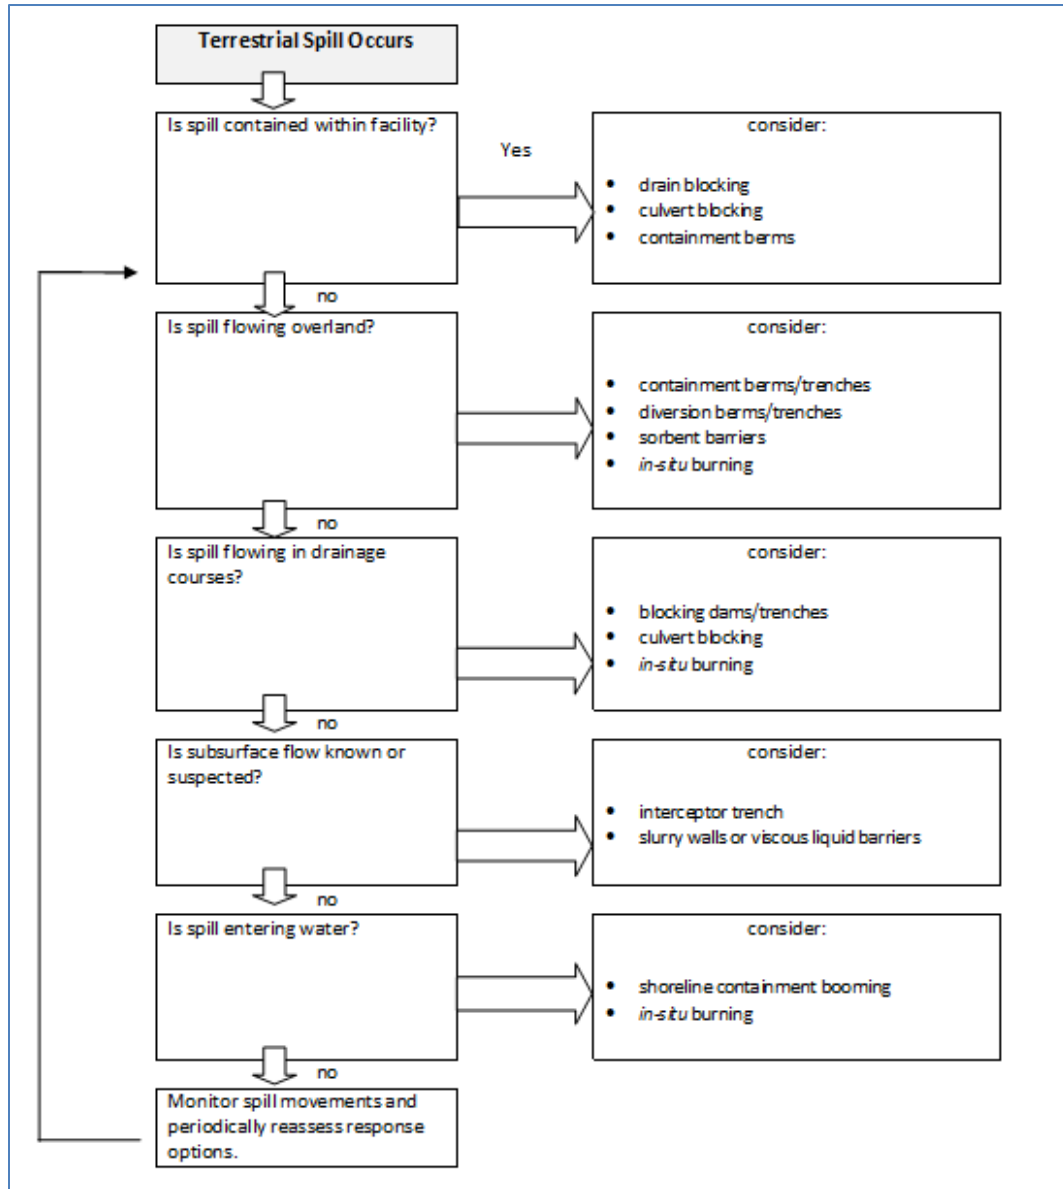 Terrestrial Spill Occurs
Is spill contained within facility?
Yes
consider:
• drain blocking
• culvert blocking
• containment berms
no
Is spill flowing overland?
consider:
• containment berms/trenches
• diversion berms/trenches
• sorbent barriers
• in-situ burning
no
Is spill flowing in drainage
courses?
consider:
• blocking dams/trenches
• culvert blocking
• in-situ burning
no
Is subsurface flow known or
suspected?
consider:
• interceptor trench
• slurry walls or viscous liquid barriers
no
Is spill entering water?
consider:
• shoreline containment booming
• in-situ burning
no
Monitor spill movements and
periodically reassess response
options.